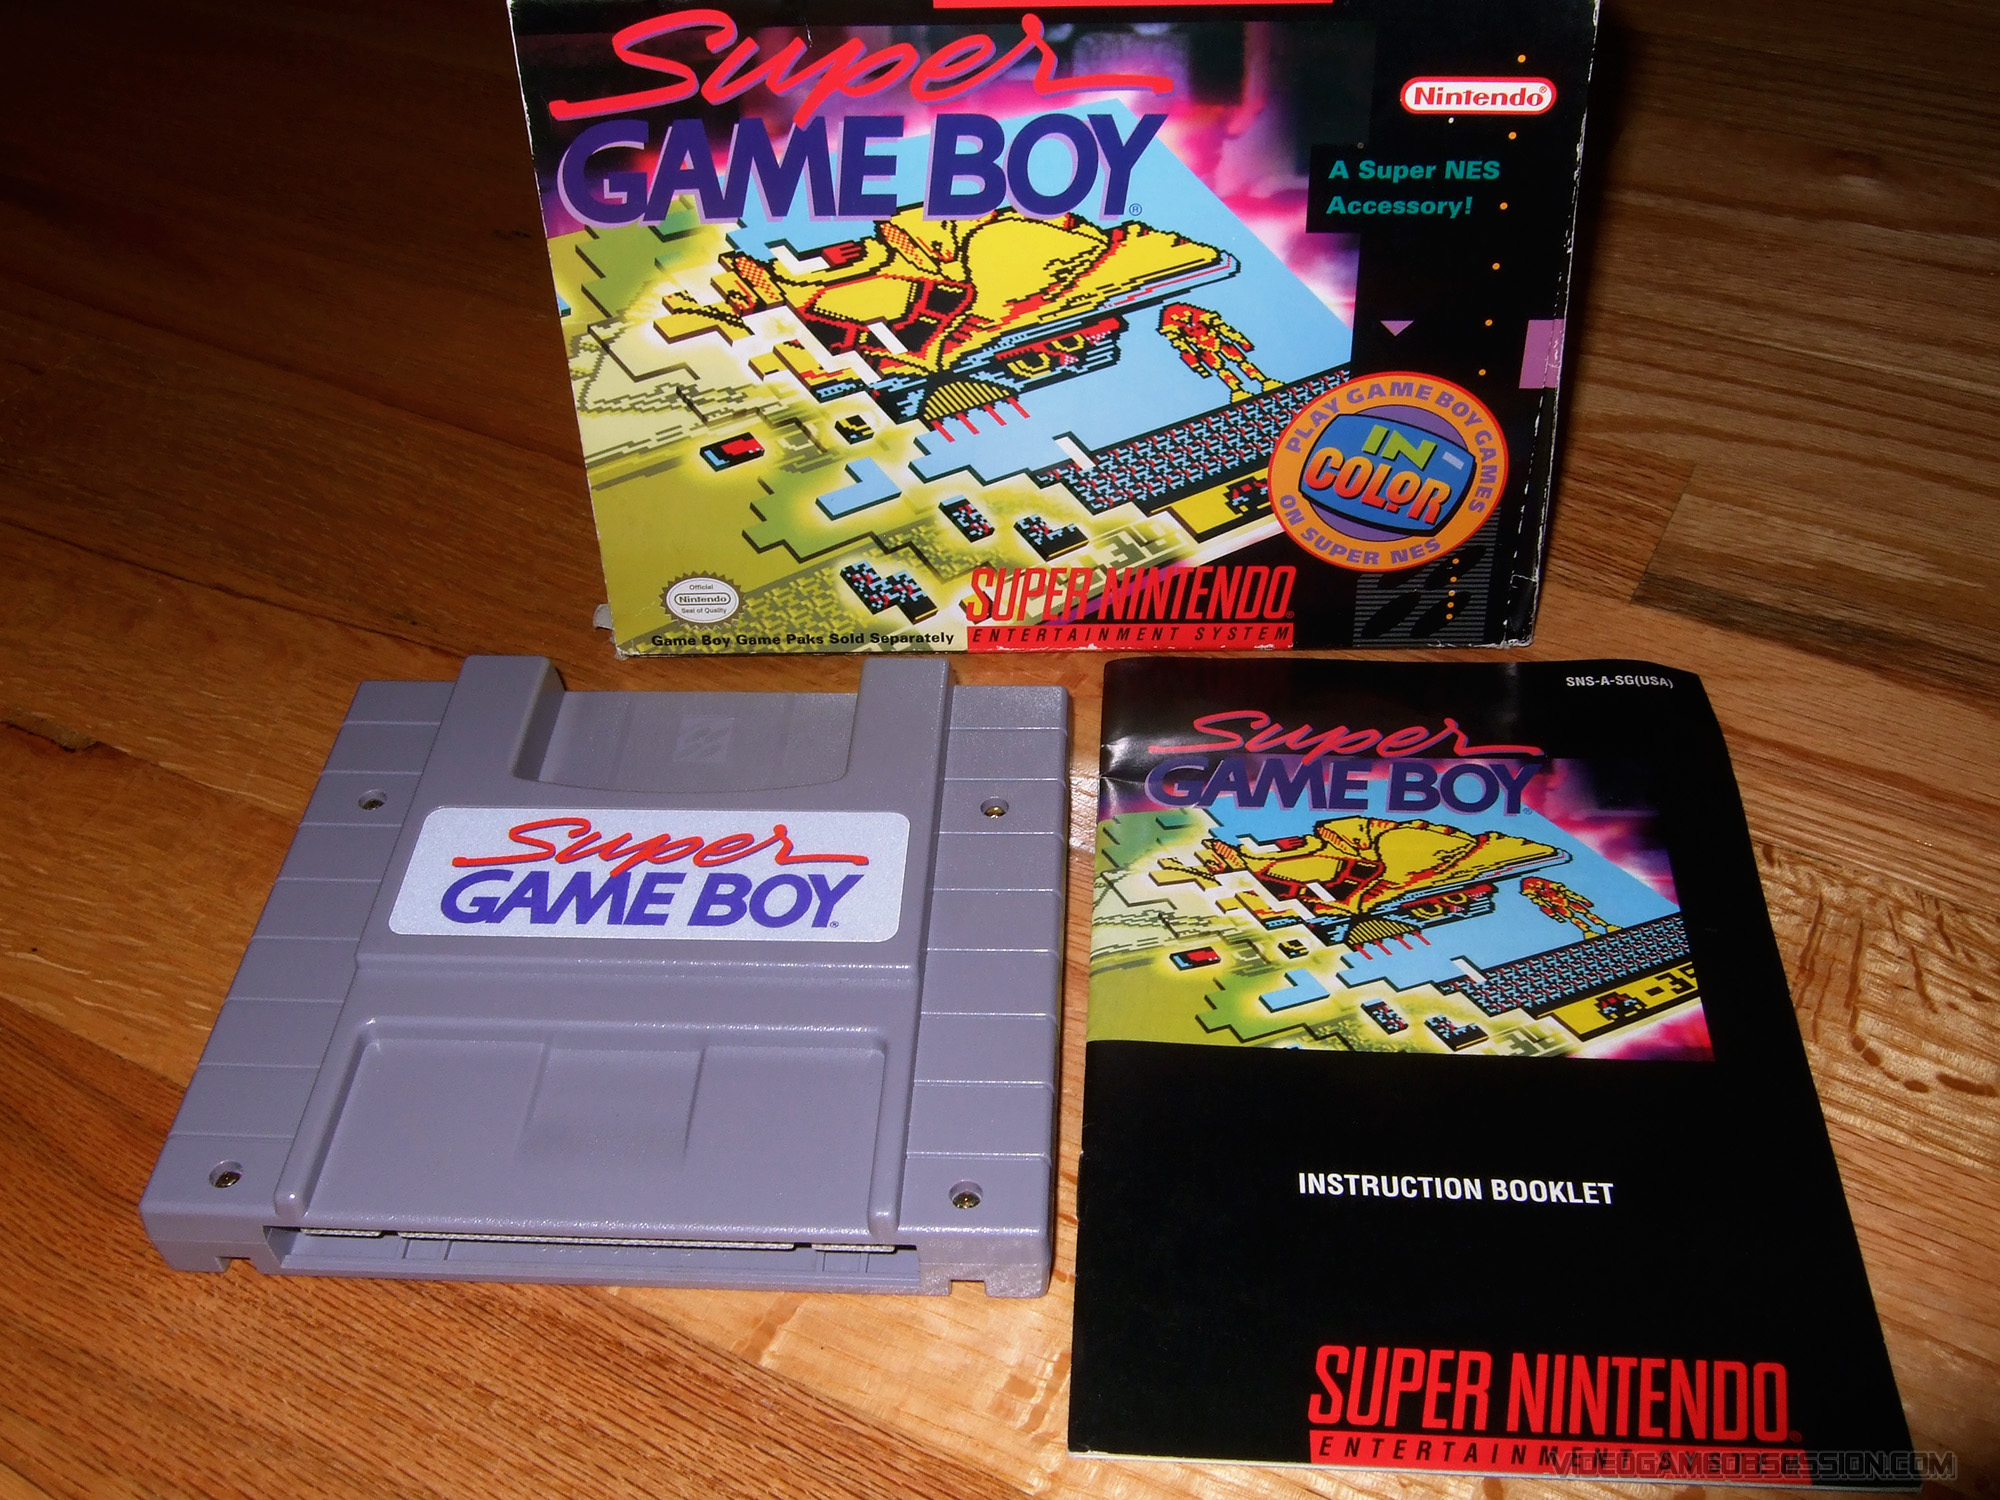 Super
GAME BOY®
Nintendo®
A Super NES
Accessory!
PLAY GAME BOY GAMES
IN
COLOR
ON SUPER NES
Official
Nintendo
Seal of Quality
Game Boy Game Paks Sold Separately
SUPER NINTENDO®
ENTERTAINMENT SYSTEM
Super
GAME BOY®
SNS-A-SG(USA)
Super
GAME BOY®
INSTRUCTION BOOKLET
SUPER NINTENDO®
ENTERTAINMENT SYSTEM
VIDEOGAMEOBSESSION.COM